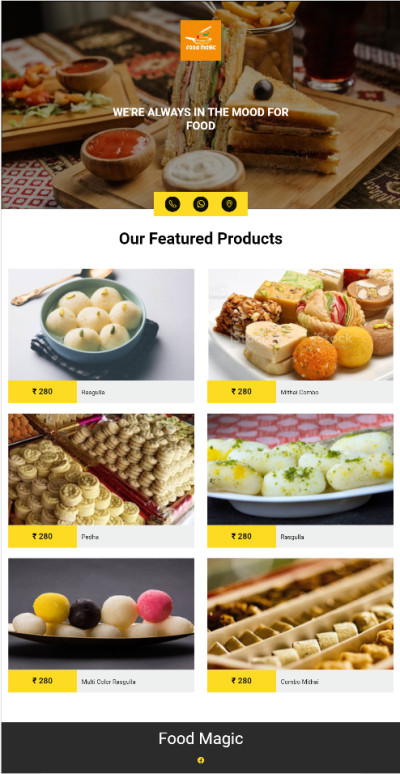 FOOD MAGIC
WE'RE ALWAYS IN THE MOOD FOR
FOOD
Our Featured Products
₹ 280 Rasgulla
₹ 280 Mithai Combo
₹ 280 Pedha
₹ 280 Rasgulla
₹ 280 Multi Color Rasgulla
₹ 280 Combo Mithai
Food Magic